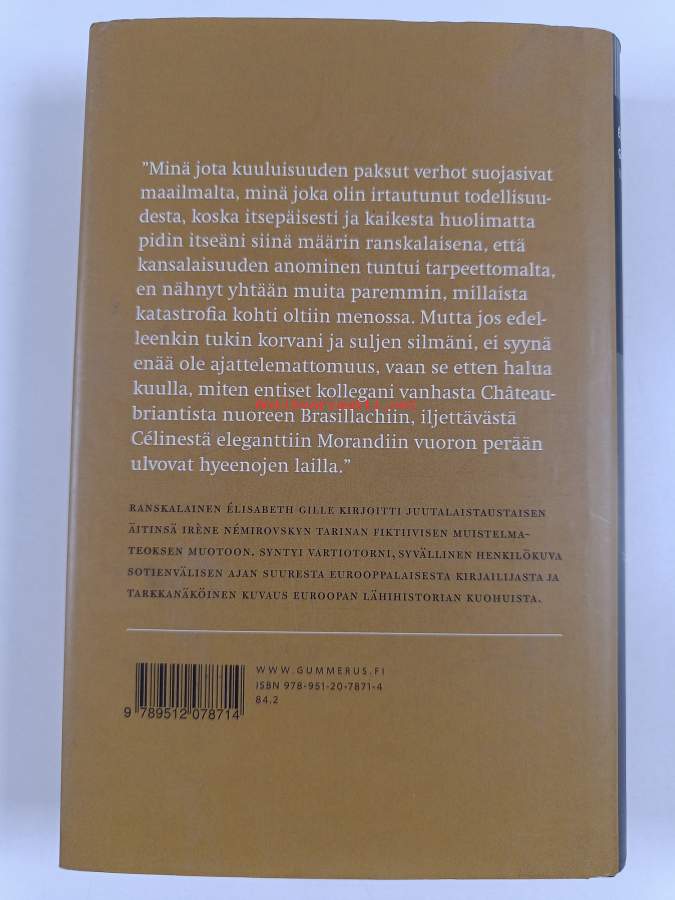 ”Minä jota kuuluisuuden paksut verhot suojasivat
maailmalta, minä joka olin irtautunut todellisuu-
desta, koska itsepäisesti ja kaikesta huolimatta
pidin itseäni siinä määrin ranskalaisena, että
kansalaisuuden anominen tuntui tarpeettomalta,
en nähnyt yhtään muita paremmin, millaista
katastrofia kohti oltiin menossa. Mutta jos edel-
leenkin tukin korvani ja suljen silmäni, ei syynä
enää ole ajattelemattomuus, vaan se etten halua
kuulla, miten entiset kollegani vanhasta Château-
briantista nuoreen Brasillachiin, iljettävästä
Célinestä eleganttiin Morandiin vuoron perään
ulvovat hyeenojen lailla.”
RANSKALAINEN ÉLISABETH GILLE KIRJOITTI JUUTALAISTAUSTAISEN
ÄITINSÄ IRÈNE NÉMIROVSKYN TARINAN FIKTIIVISEN MUISTELMA-
TEOKSEN MUOTOON. SYNTYI VARTIOTORNI, SYVÄLLINEN HENKILÖKUVA
SOTIENVÄLISEN AJAN SUURESTA EUROOPPALAISESTA KIRJAILIJASTA JA
TARKKANÄKÖINEN KUVAUS EUROOPAN LÄHIHISTORIAN KUOHUISTA.
WWW.GUMMERUS.FI
ISBN 978-951-20-7871-4
84.2
9 789512 078714